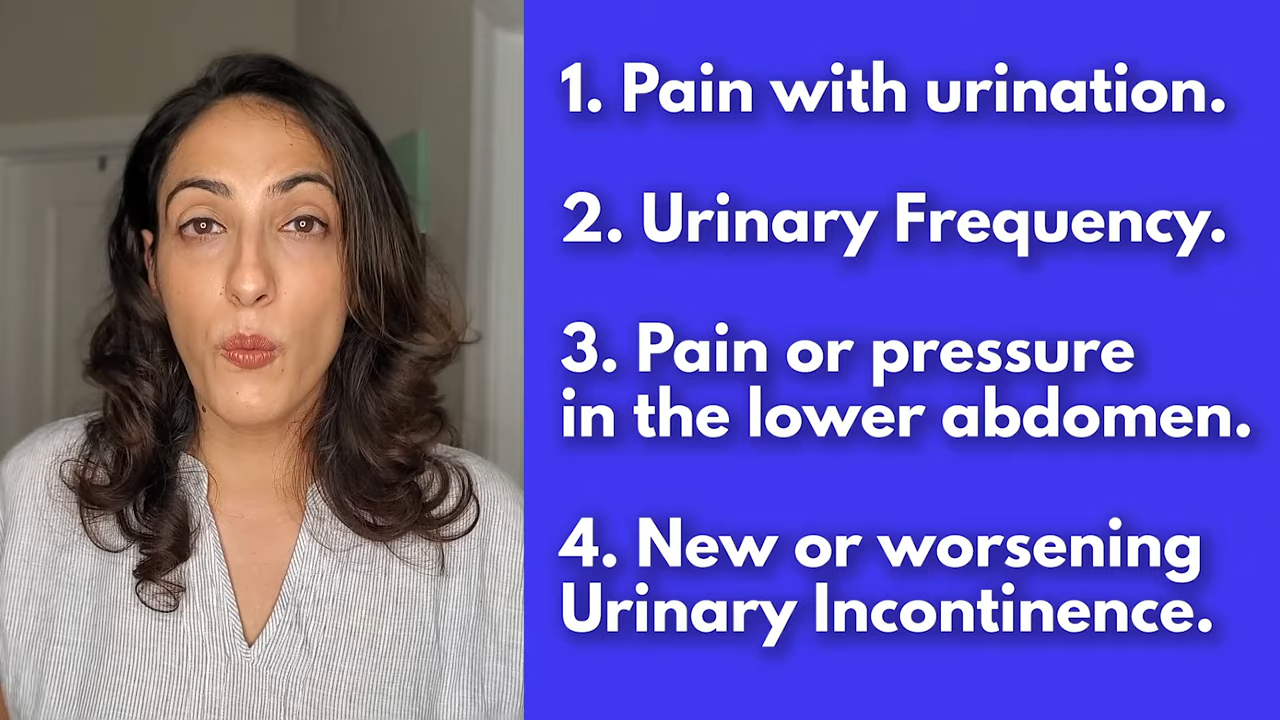 1. Pain with urination.
2. Urinary Frequency.
3. Pain or pressure
in the lower abdomen.
4. New or worsening
Urinary Incontinence.